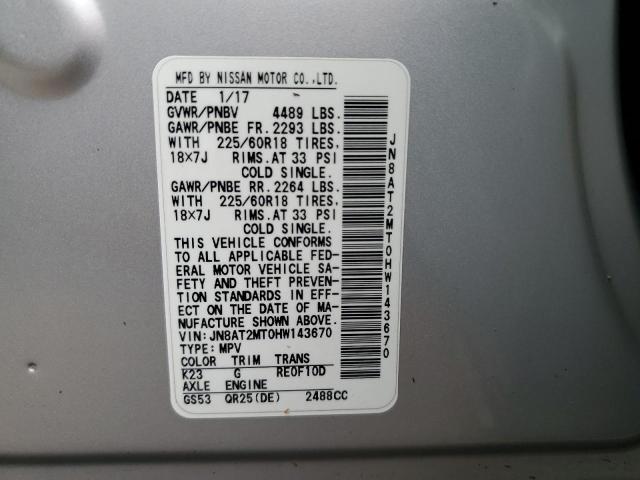 MFD BY NISSAN MOTOR CO.,LTD.
DATE 1/17
GVWR/PNBV 4489 LBS.
GAWR/PNBE FR. 2293 LBS.
WITH 225/60R18 TIRES,
18×7J RIMS. AT 33 PSI
COLD SINGLE.
GAWR/PNBE RR. 2264 LBS.
WITH 225/60R18 TIRES,
18×7J RIMS. AT 33 PSI
COLD SINGLE.
THIS VEHICLE CONFORMS
TO ALL APPLICABLE FED-
ERAL MOTOR VEHICLE SA-
FETY AND THEFT PREVEN-
TION STANDARDS IN EFF-
ECT ON THE DATE OF MA-
NUFACTURE SHOWN ABOVE.
VIN: JN8AT2MT0HW143670
TYPE: MPV
COLOR TRIM TRANS
K23 G RE0F10D
AXLE ENGINE
GS53 QR25(DE) 2488CC
JN8AT2MT0HW143670